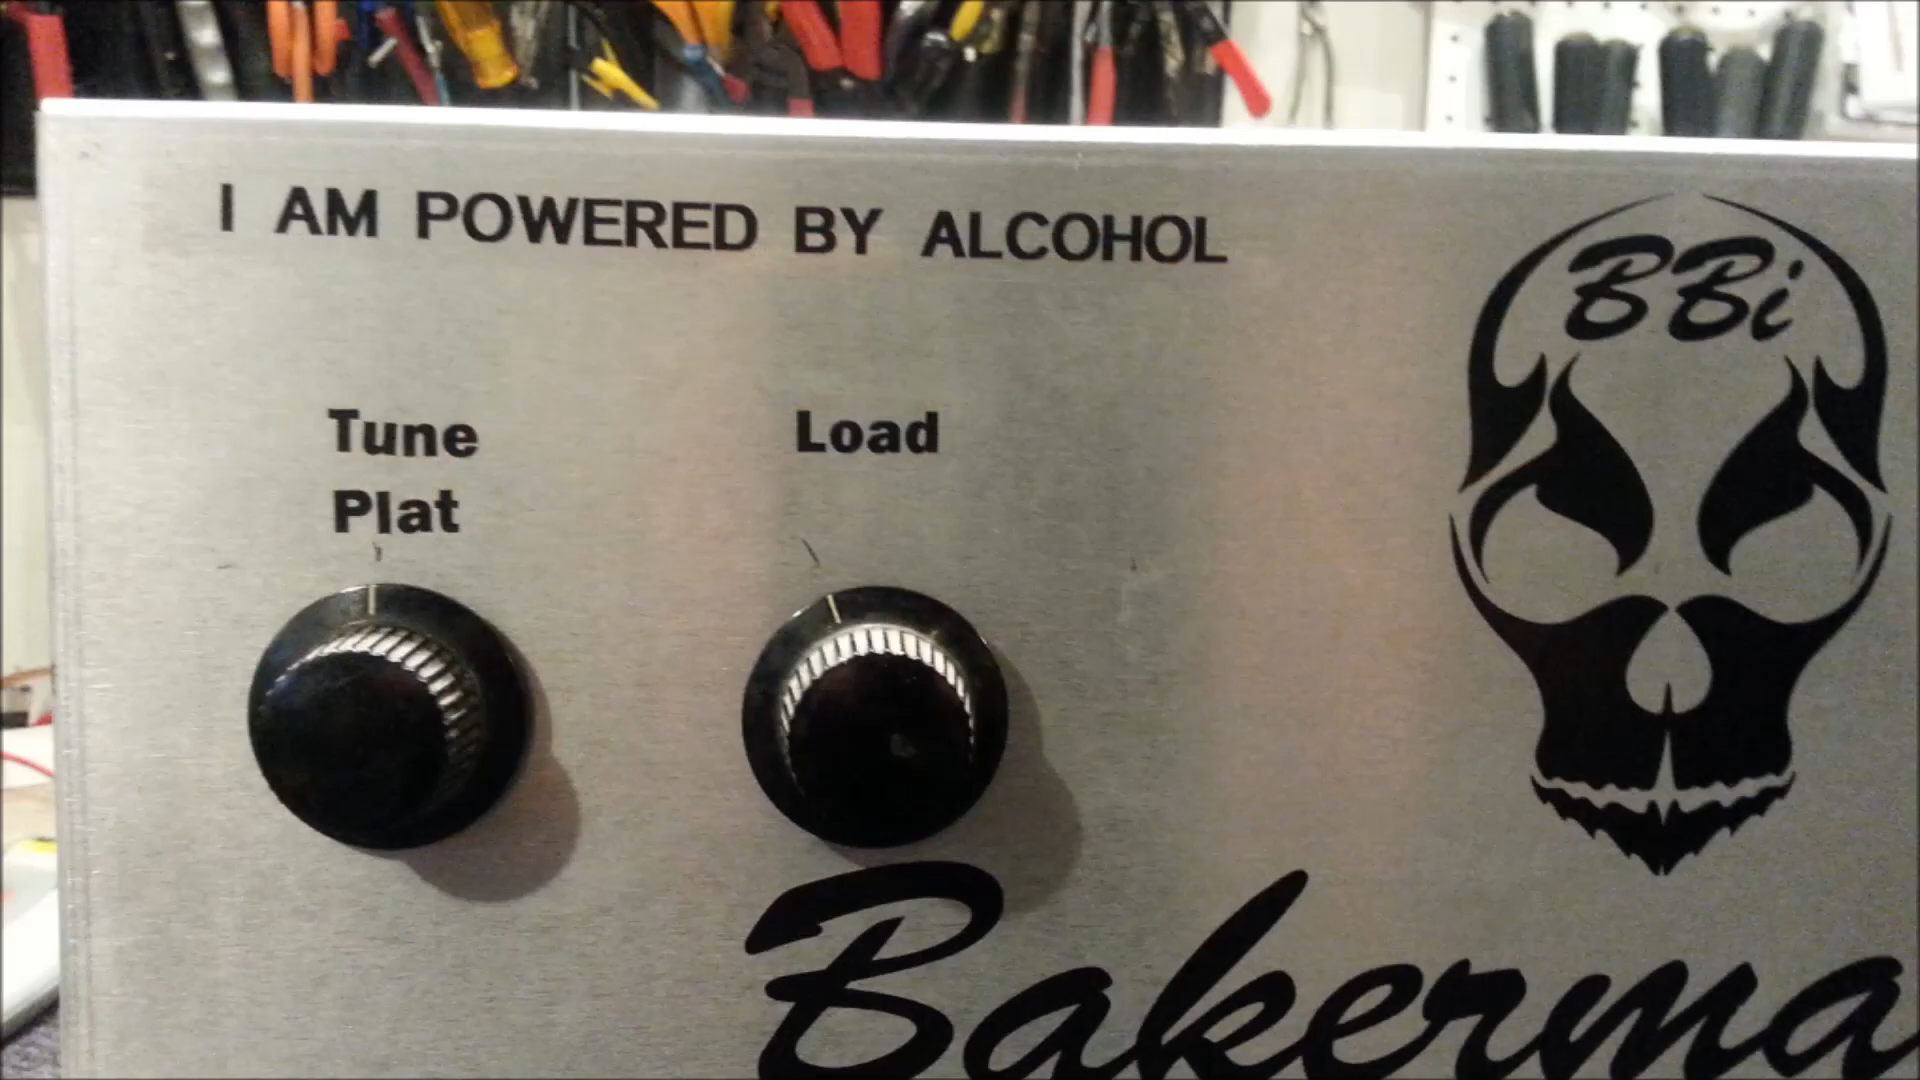 I AM POWERED BY ALCOHOL
BBi
Tune
Plat
Load
Bakerma